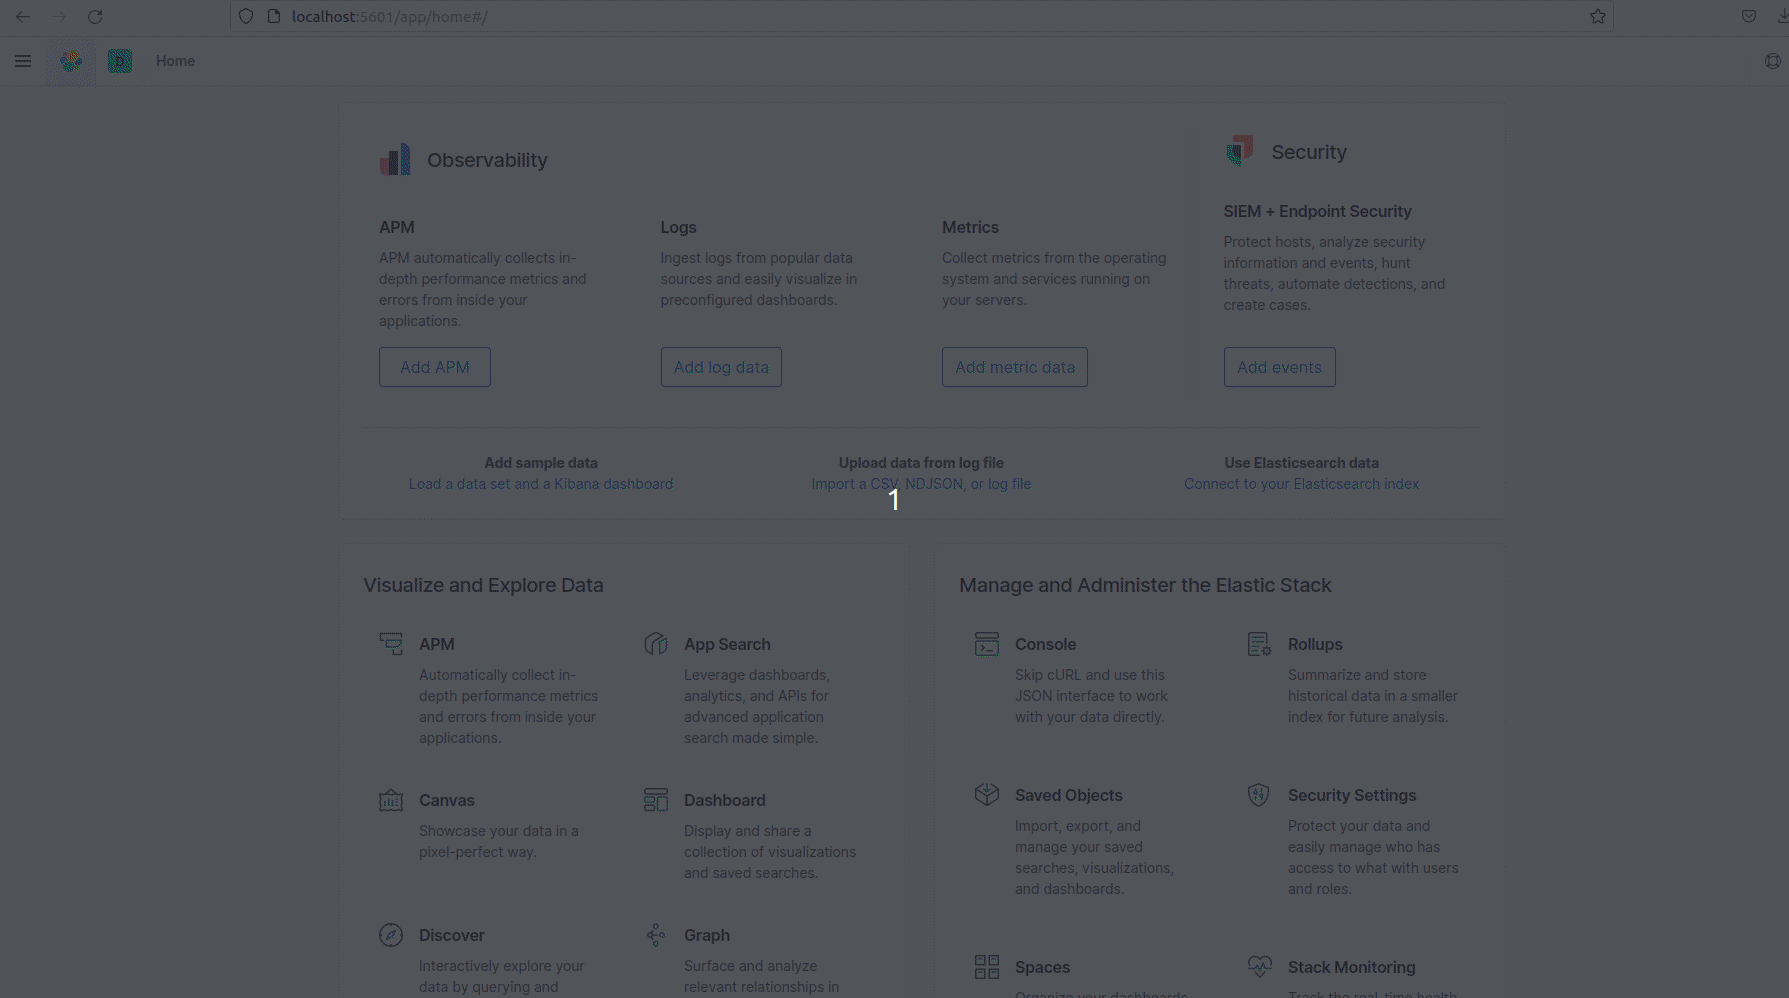 localhost:5601/app/home#/
D
Home
Observability
Security
APM
APM automatically collects in-
depth performance metrics and
errors from inside your
applications.
Add APM
Logs
Ingest logs from popular data
sources and easily visualize in
preconfigured dashboards.
Add log data
Metrics
Collect metrics from the operating
system and services running on
your servers.
Add metric data
SIEM + Endpoint Security
Protect hosts, analyze security
information and events, hunt
threats, automate detections, and
create cases.
Add events
Add sample data
Load a data set and a Kibana dashboard
Upload data from log file
Import a CSV, NDJSON, or log file
Use Elasticsearch data
Connect to your Elasticsearch index
1
Visualize and Explore Data
APM
Automatically collect in-
depth performance metrics
and errors from inside your
applications.
App Search
Leverage dashboards,
analytics, and APIs for
advanced application
search made simple.
Canvas
Showcase your data in a
pixel-perfect way.
Dashboard
Display and share a
collection of visualizations
and saved searches.
Discover
Interactively explore your
data by querying and
Graph
Surface and analyze
relevant relationships in
Manage and Administer the Elastic Stack
Console
Skip cURL and use this
JSON interface to work
with your data directly.
Rollups
Summarize and store
historical data in a smaller
index for future analysis.
Saved Objects
Import, export, and
manage your saved
searches, visualizations,
and dashboards.
Security Settings
Protect your data and
easily manage who has
access to what with users
and roles.
Spaces
Organize your dashboards
Stack Monitoring
Track the real-time health